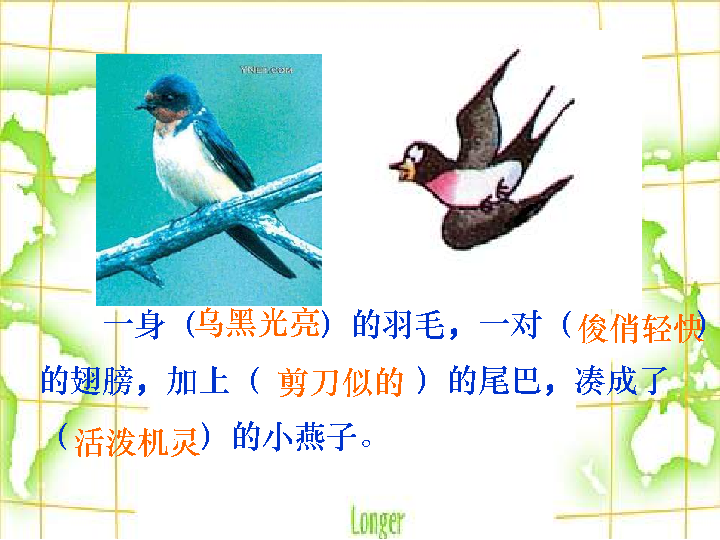 YNET.COM
一身（乌黑光亮）的羽毛，一对（俊俏轻快）
的翅膀，加上（剪刀似的）的尾巴，凑成了
（活泼机灵）的小燕子。
Longer